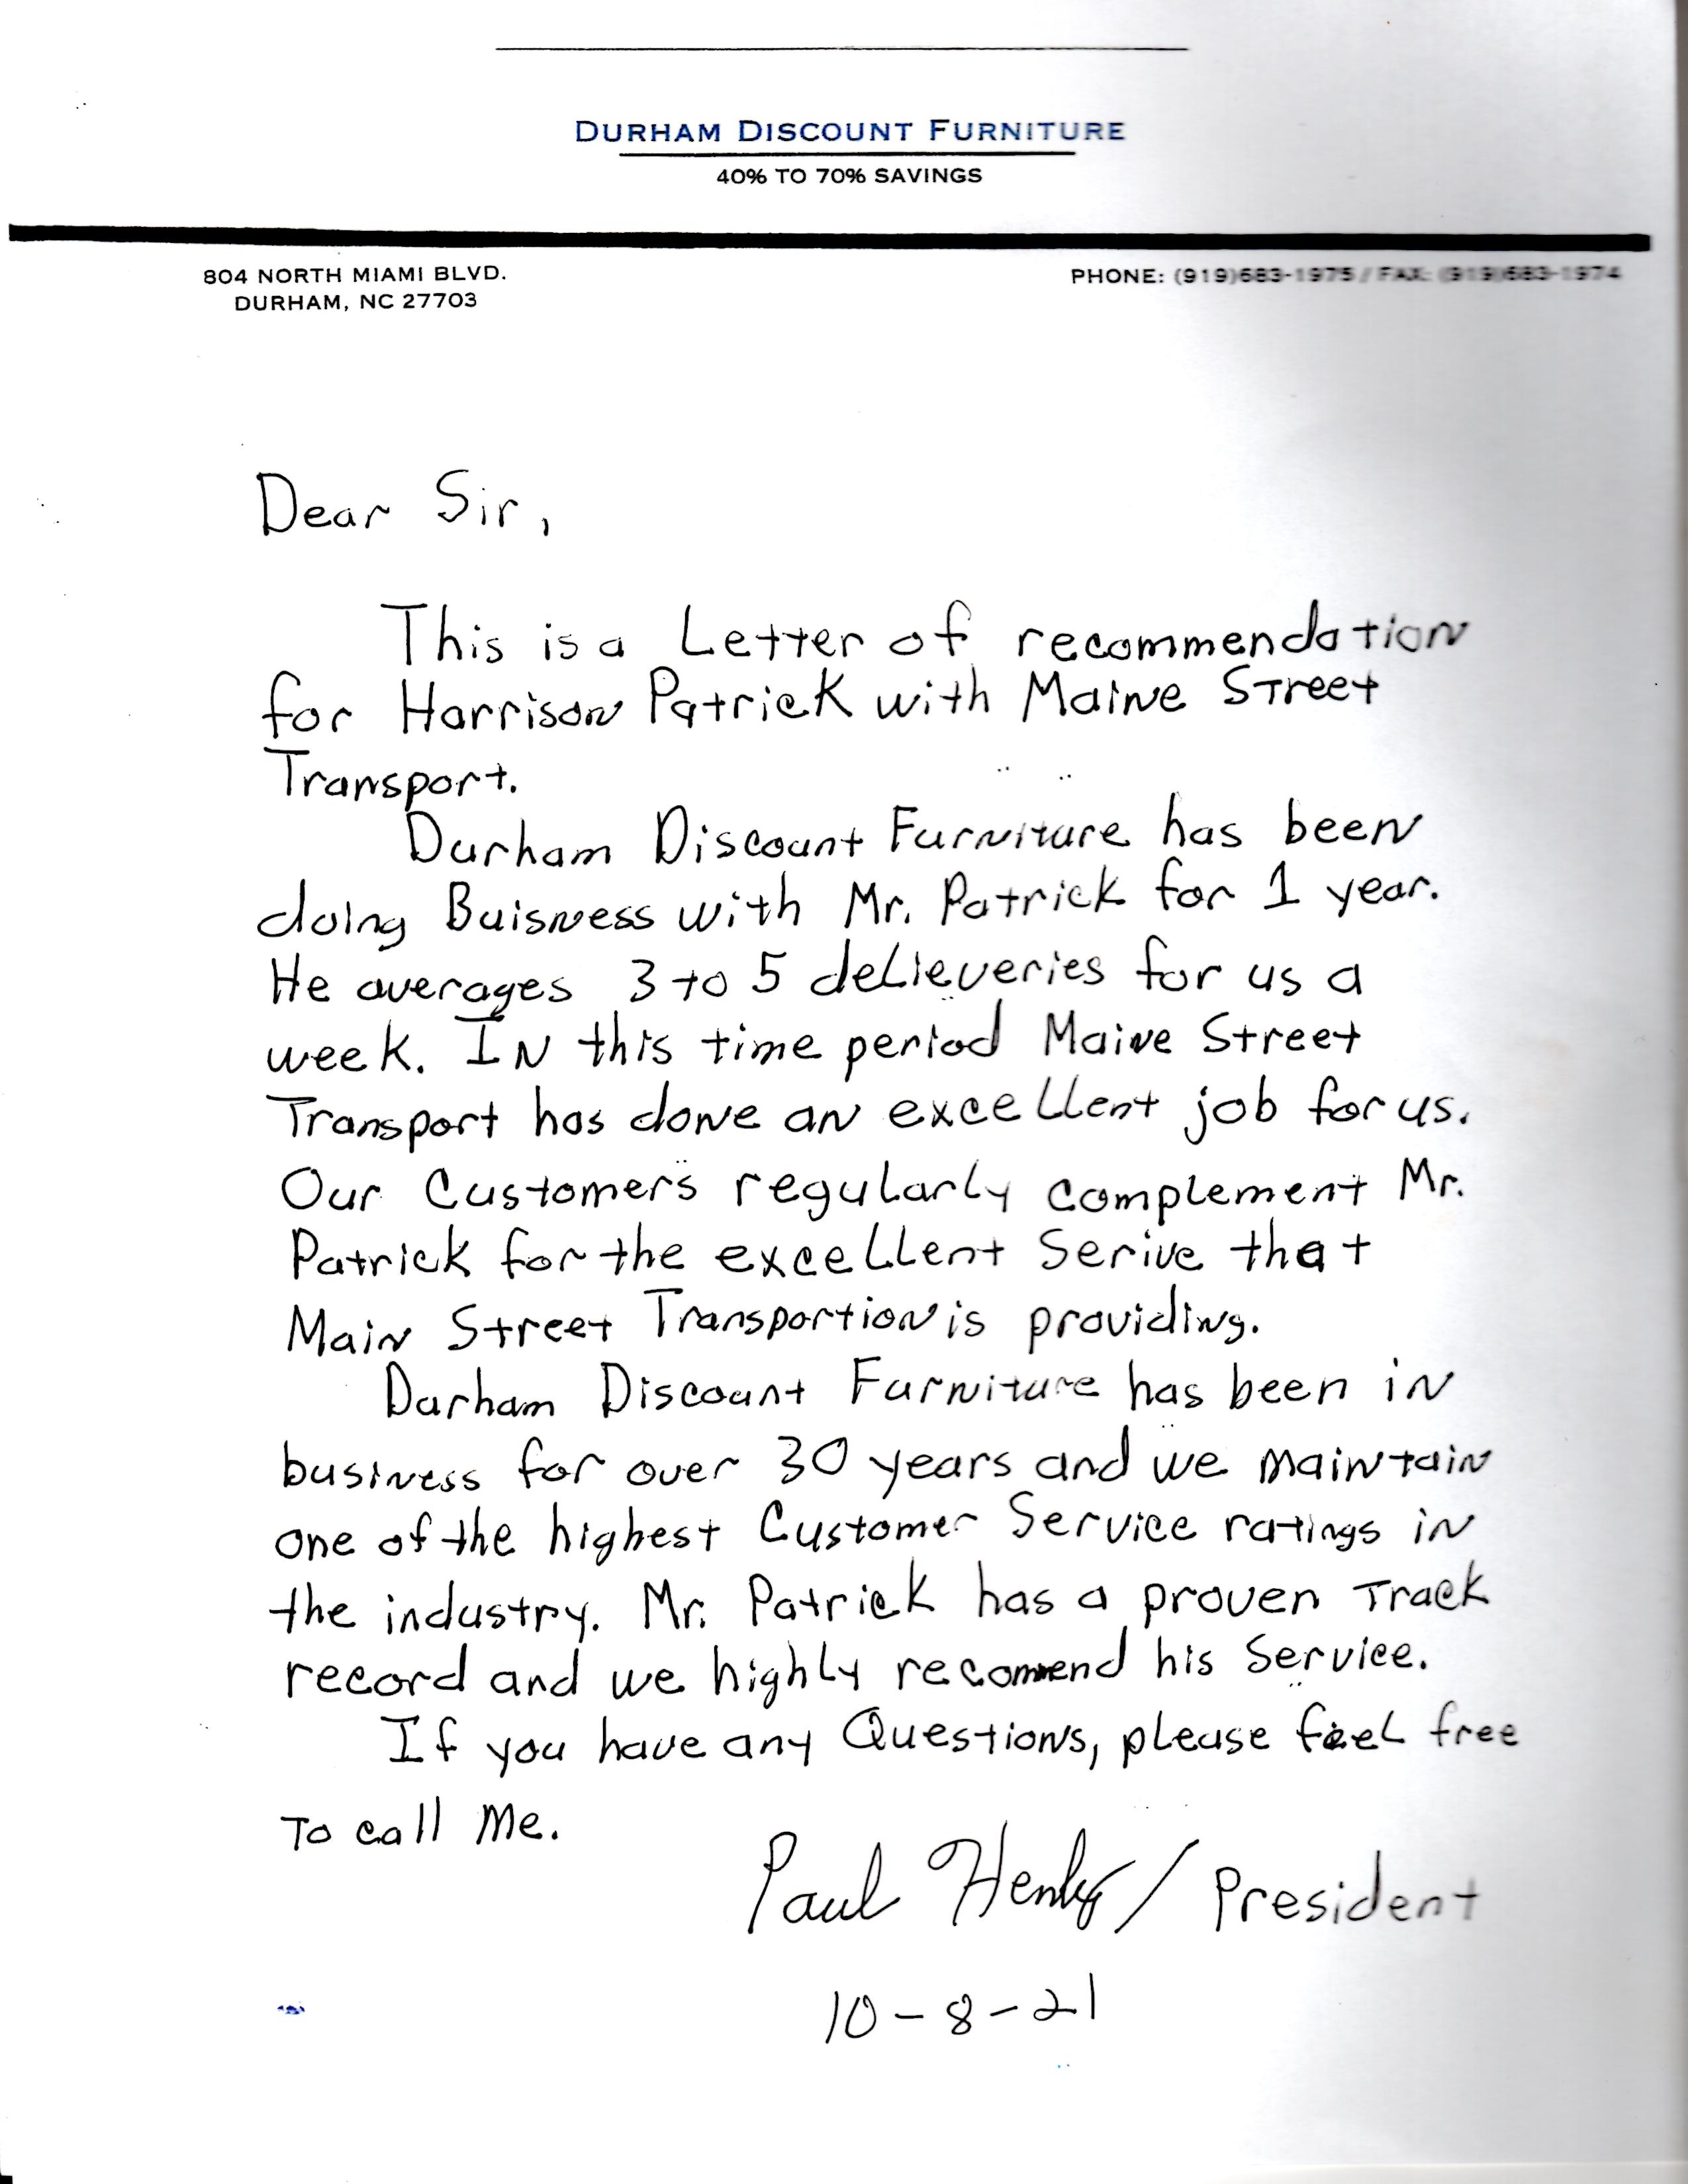 DURHAM DISCOUNT FURNITURE
40% TO 70% SAVINGS
804 NORTH MIAMI BLVD.
DURHAM, NC 27703
PHONE: (919)683-1975 / FAX: (919)683-1974
Dear Sir,
This is a Letter of recommendation
for Harrison Patrick with Maine Street
Transport.
Durham Discount Furniture has been
doing Buisness with Mr. Patrick for 1 year.
He averages 3 to 5 delieveries for us a
week. IN this time period Maine Street
Transport has done an excellent job for us.
Our Customers regularly complement Mr.
Patrick for the excellent Serive that
Main Street Transportion is providing.
Durham Discount Furniture has been in
business for over 30 years and we maintain
one of the highest Customer Service ratings in
the industry. Mr. Patrick has a proven Track
record and we highly recommend his Service.
If you have any Questions, please feel free
To call Me.
Paul Henley / President
10-8-21